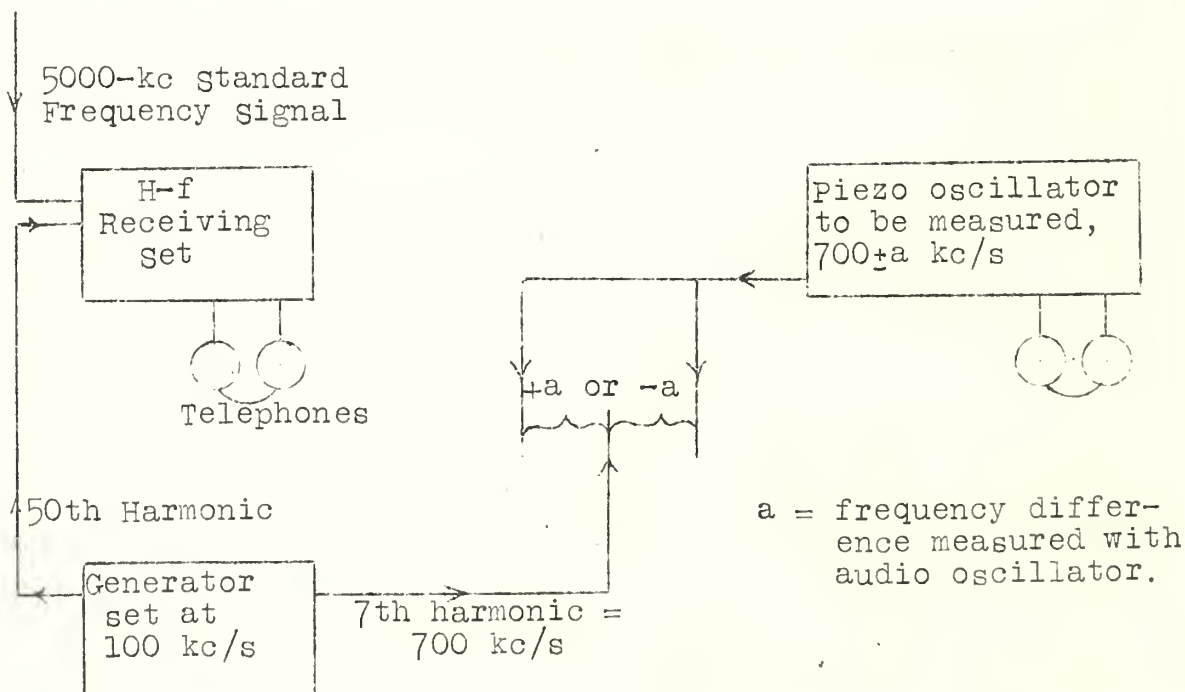 5000-kc Standard
Frequency Signal
H-f
Receiving
Set
Telephones
Piezo oscillator
to be measured,
700±a kc/s
+a or -a
50th Harmonic
Generator
set at
100 kc/s
7th harmonic =
700 kc/s
a = frequency differ-
ence measured with
audio oscillator.